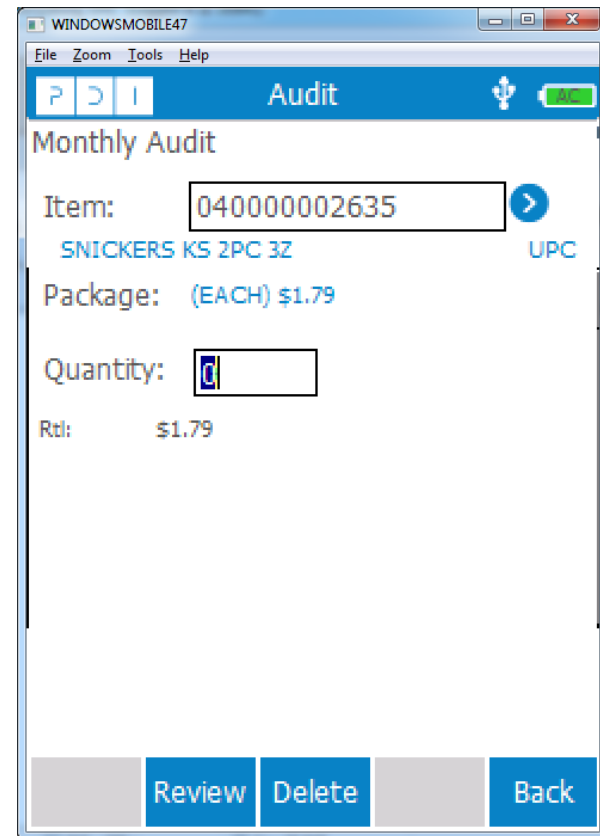 WINDOWSMOBILE47
File Zoom Tools Help
PDI Audit AC
Monthly Audit
Item: 040000002635
SNICKERS KS 2PC 3Z UPC
Package: (EACH) $1.79
Quantity: 0
Rtl: $1.79
Review Delete Back